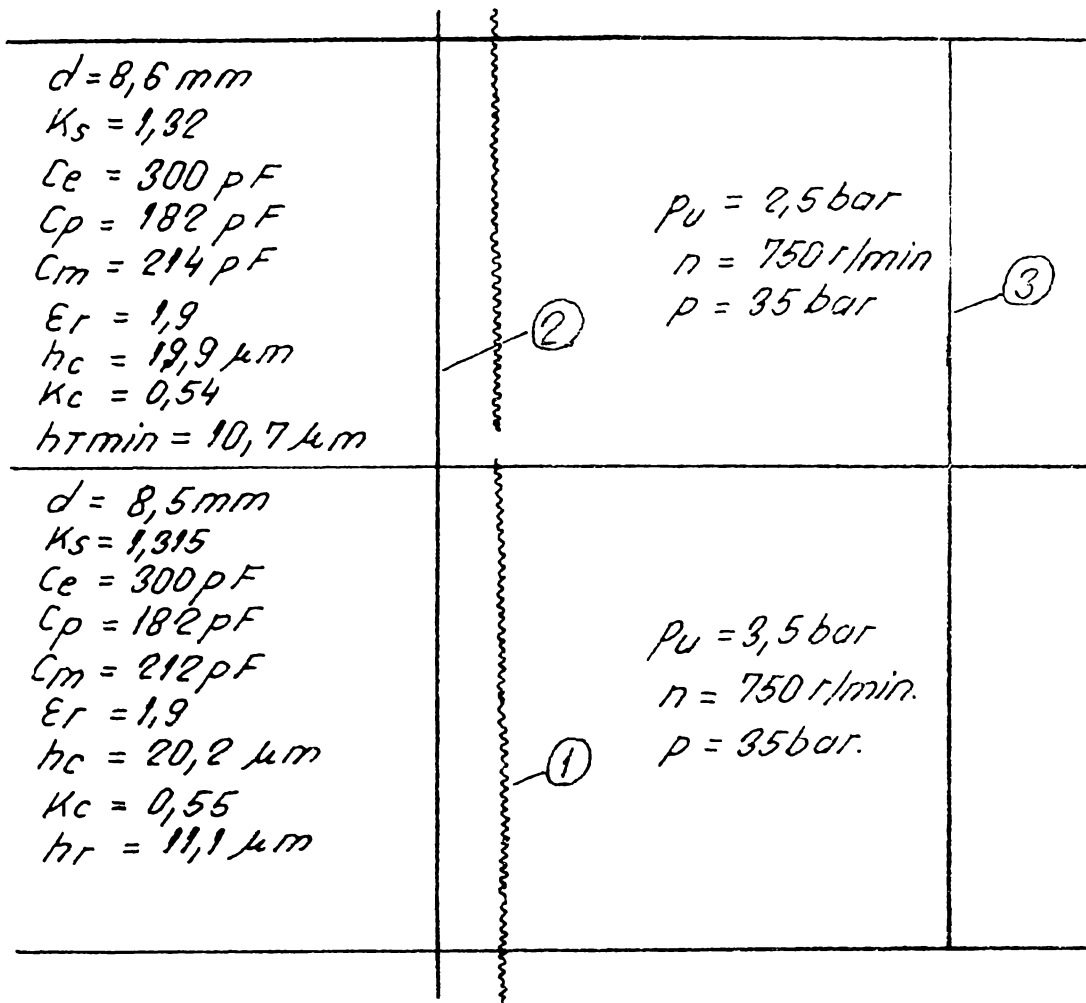 d = 8,6 mm
Ks = 1,32
Ce = 300 pF
Cp = 182 pF
Cm = 214 pF
εr = 1,9
hc = 19,9 μm
Kc = 0,54
hTmin = 10,7 μm
pu = 2,5 bar
n = 750 r/min
p = 35 bar
2
3
d = 8,5 mm
Ks = 1,315
Ce = 300 pF
Cp = 182 pF
Cm = 212 pF
εr = 1,9
hc = 20,2 μm
Kc = 0,55
hr = 11,1 μm
pu = 3,5 bar
n = 750 r/min.
p = 35 bar.
1